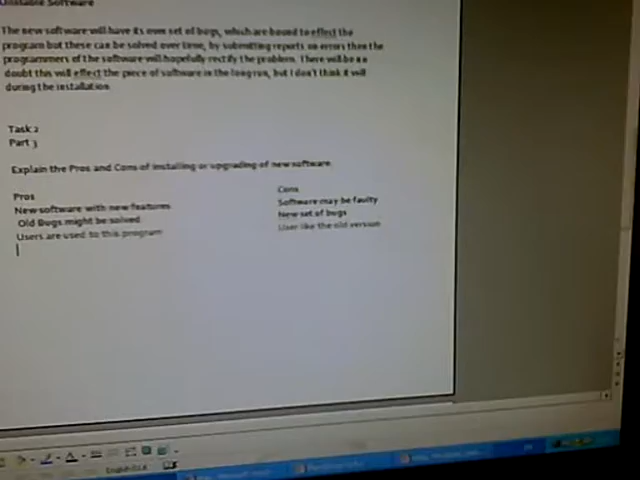 Unstable Software
The new software will have its own set of bugs, which are bound to effect the
program but these can be solved over time, by submitting reports on errors then the
programmers of the software will hopefully rectify the problem. There will be no
doubt this will effect the piece of software in the long run, but I don't think it will
during the installation.
Task 2
Part 3
Explain the Pros and Cons of installing or upgrading of new software
Pros
New software with new features
Old Bugs might be solved
Users are used to this program
Cons
Software may be faulty
New set of bugs
User like the old version